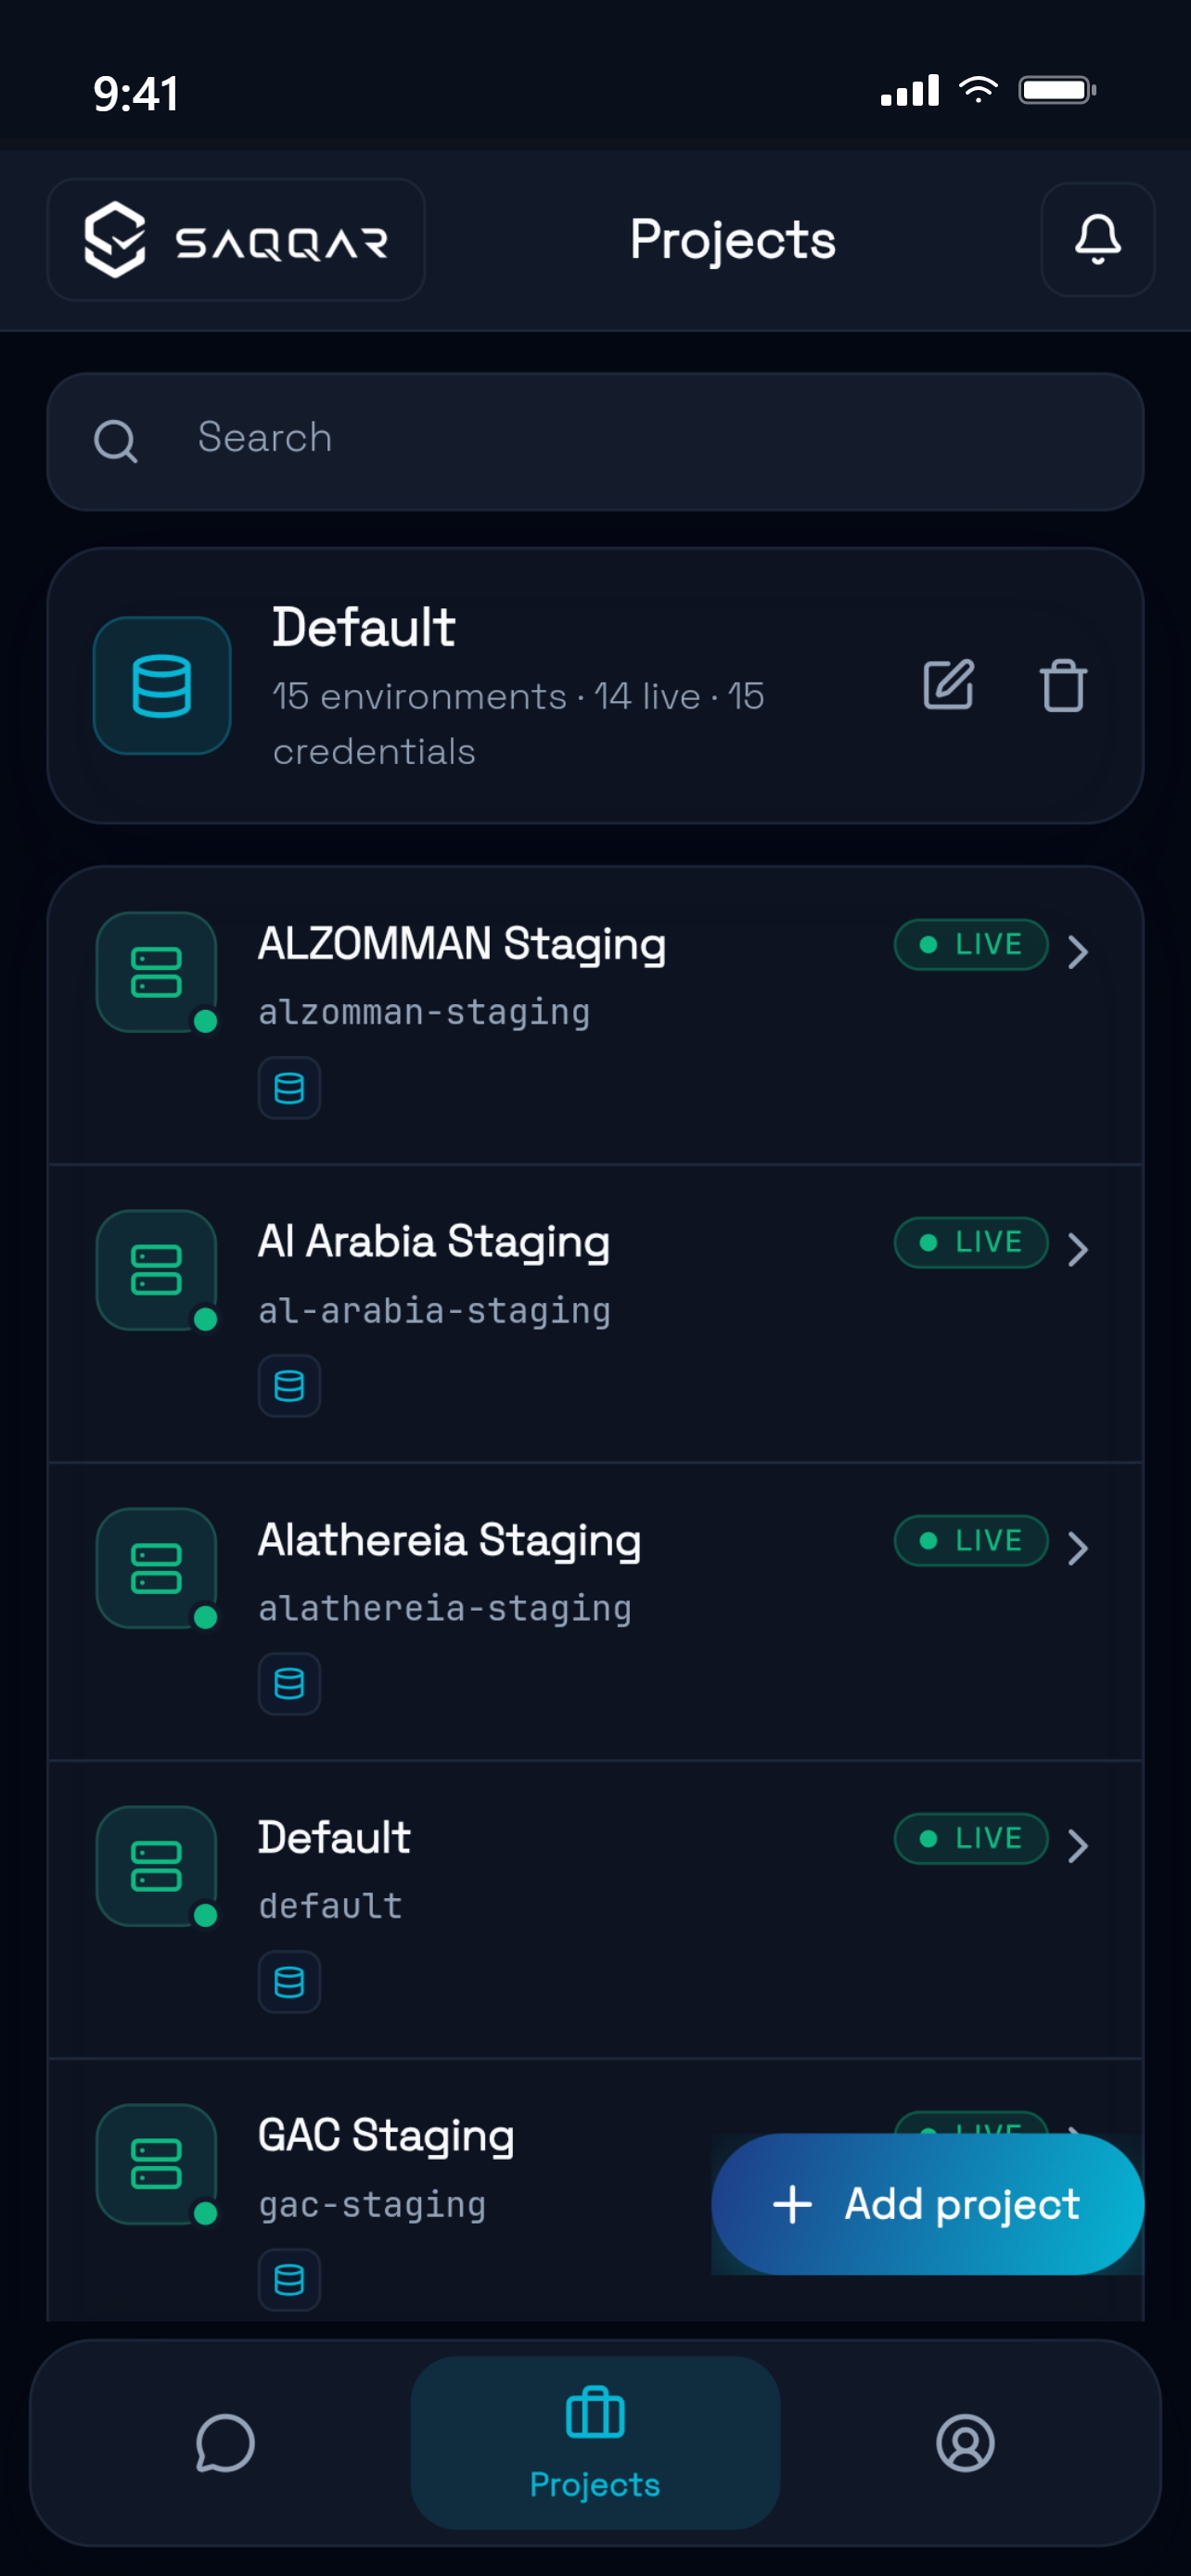 9:41
SAQQAR
Projects
Search
Default
15 environments · 14 live · 15
credentials
ALZOMMAN Staging
LIVE
alzomman-staging
Al Arabia Staging
LIVE
al-arabia-staging
Alathereia Staging
LIVE
alathereia-staging
Default
LIVE
default
GAC Staging
LIVE
gac-staging
Add project
Projects